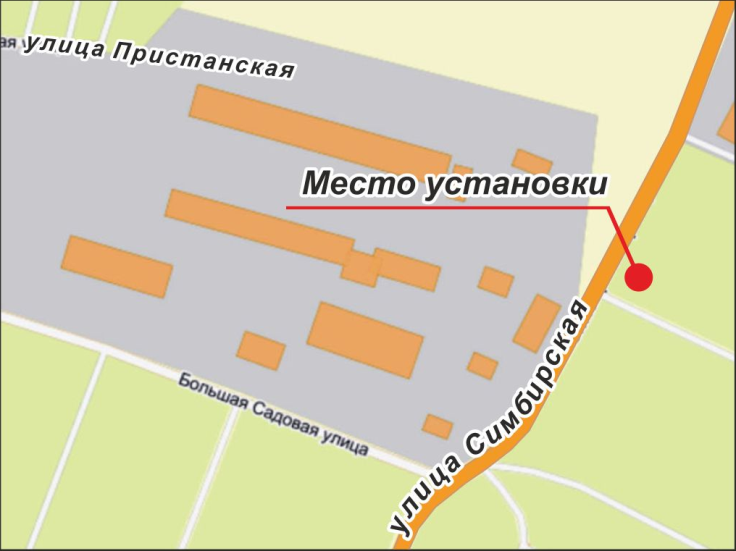 улица Пристанская
Место установки
Большая Садовая улица
улица Симбирская